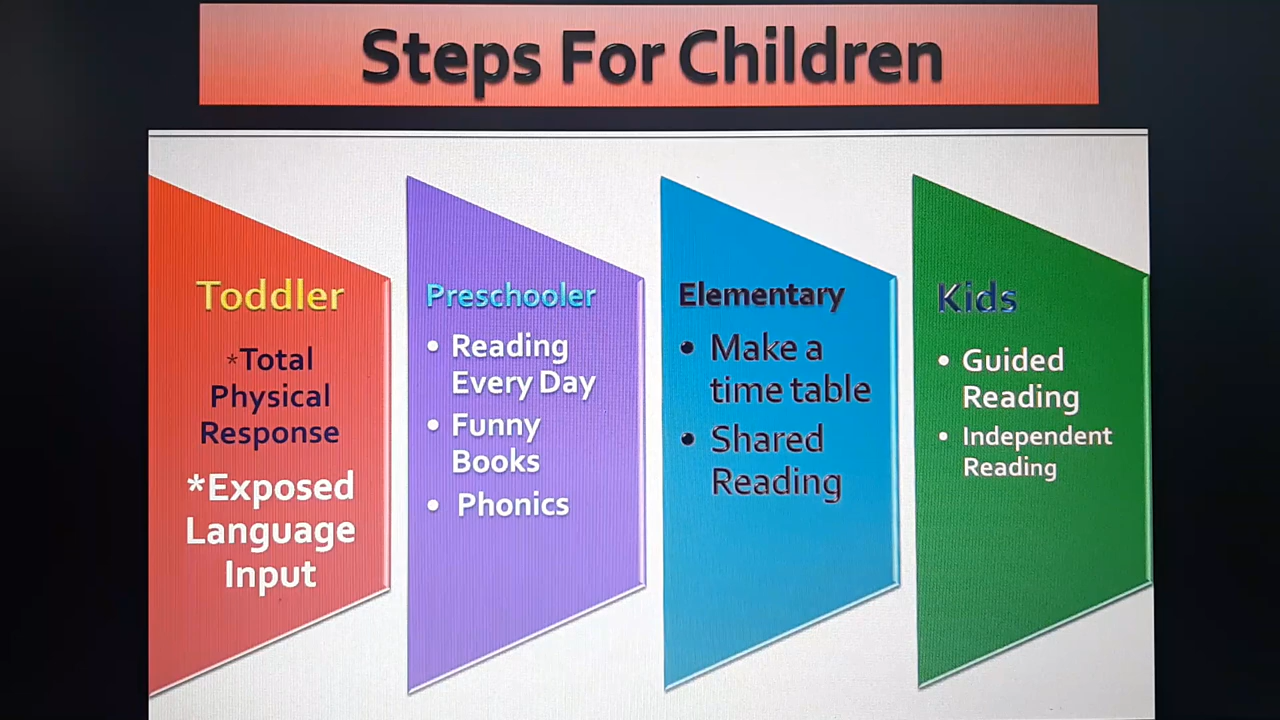 Steps For Children
Toddler
*Total
Physical
Response
*Exposed
Language
Input
Preschooler
• Reading
Every Day
• Funny
Books
• Phonics
Elementary
• Make a
time table
• Shared
Reading
Kids
• Guided
Reading
• Independent
Reading